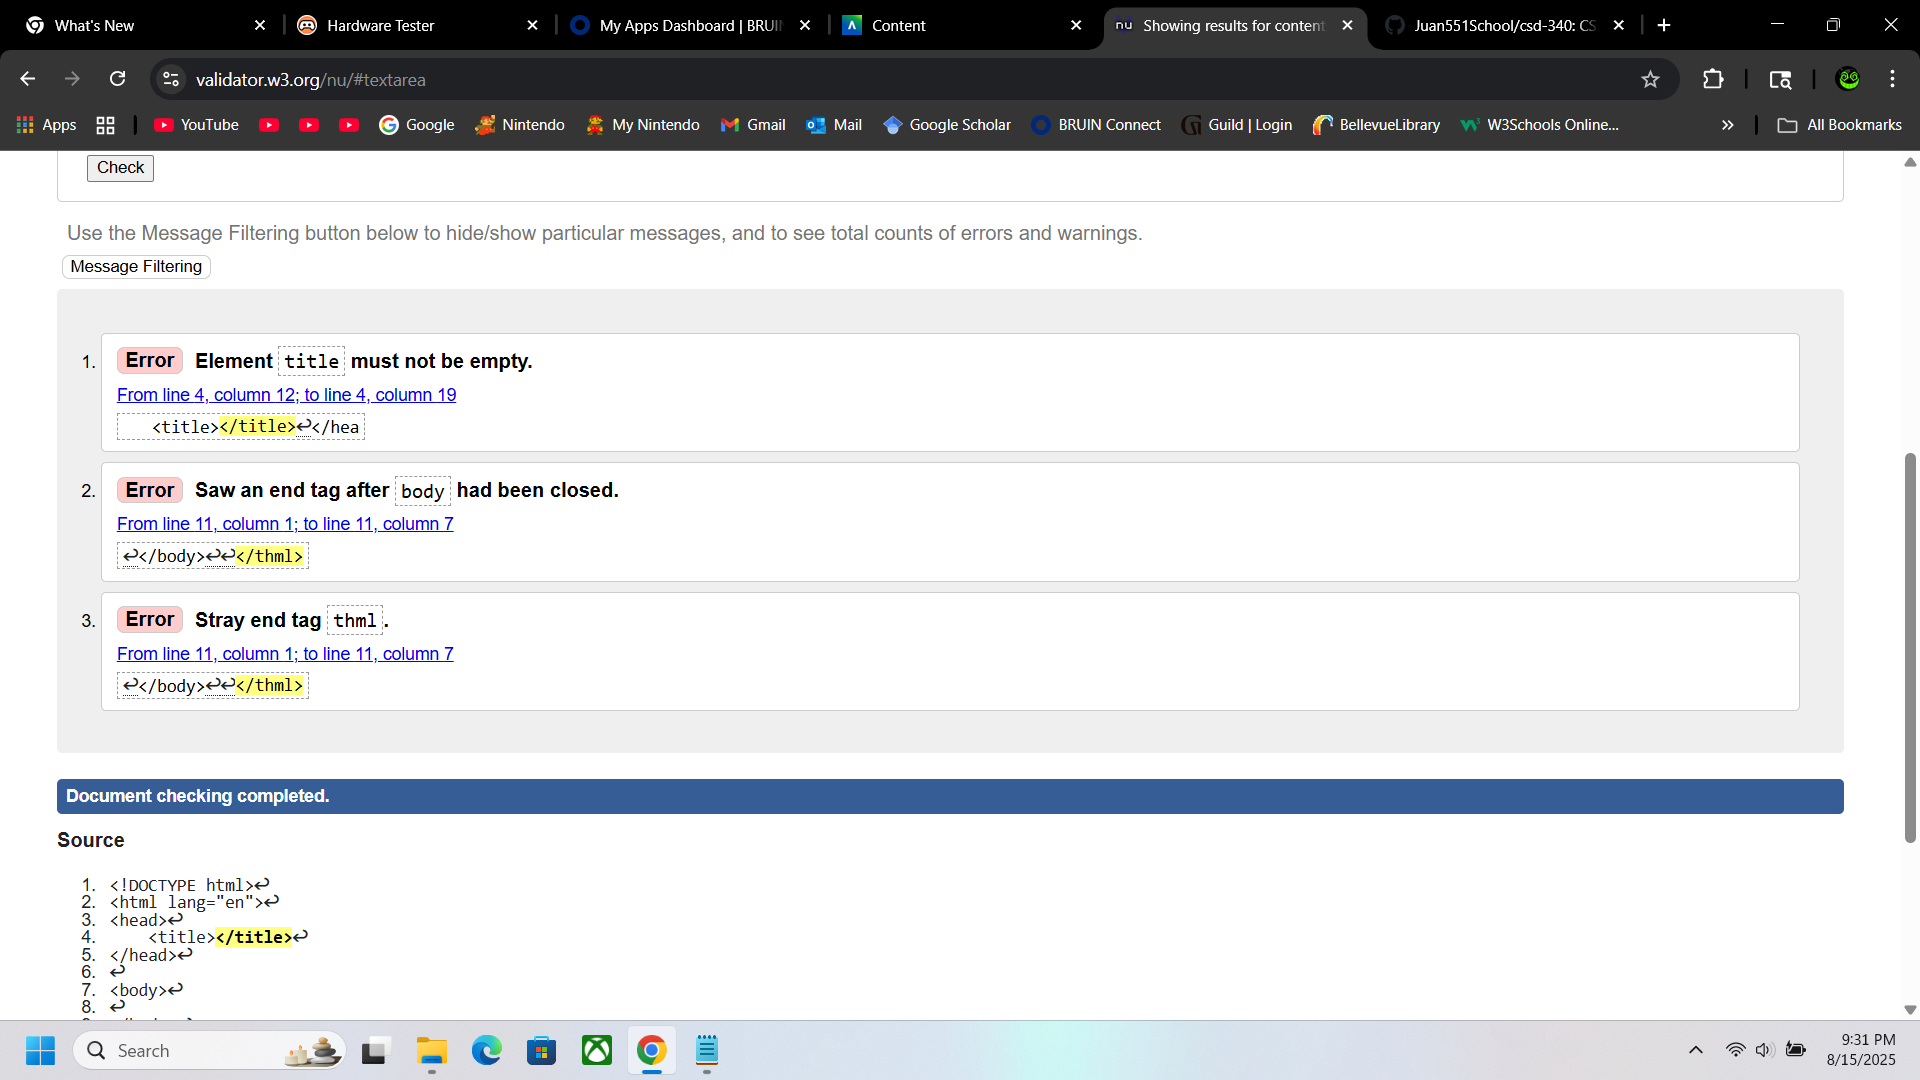 What's New
Hardware Tester
My Apps Dashboard | BRUI
Content
nu Showing results for content
Juan551School/csd-340: CS
validator.w3.org/nu/#textarea
Apps
YouTube
Google
Nintendo
My Nintendo
Gmail
Mail
Google Scholar
BRUIN Connect
Guild | Login
BellevueLibrary
W3Schools Online...
»
All Bookmarks
Check
Use the Message Filtering button below to hide/show particular messages, and to see total counts of errors and warnings.
Message Filtering
1. Error Element title must not be empty.
From line 4, column 12; to line 4, column 19
<title></title>↩</hea
2. Error Saw an end tag after body had been closed.
From line 11, column 1; to line 11, column 7
↩</body>↩↩</thml>
3. Error Stray end tag thml.
From line 11, column 1; to line 11, column 7
↩</body>↩↩</thml>
Document checking completed.
Source
1. <!DOCTYPE html>↩
2. <html lang="en">↩
3. <head>↩
4. <title></title>↩
5. </head>↩
6. ↩
7. <body>↩
8. ↩
Search
9:31 PM
8/15/2025